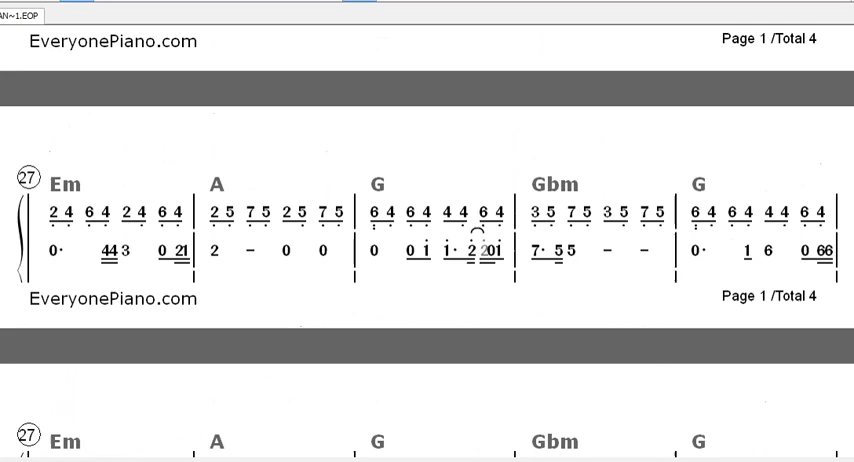 AN~1.EOP
EveryonePiano.com Page 1 /Total 4
27 Em A G Gbm G
2 4 6 4 2 4 6 4 2 5 7 5 2 5 7 5 6 4 6 4 4 4 6 4 3 5 7 5 3 5 7 5 6 4 6 4 4 4 6 4
0· 44 3 0 21 2 – 0 0 0 0 1 1· 2 201 7· 5 5 – – 0· 1 6 0 66
EveryonePiano.com Page 1 /Total 4
27 Em A G Gbm G